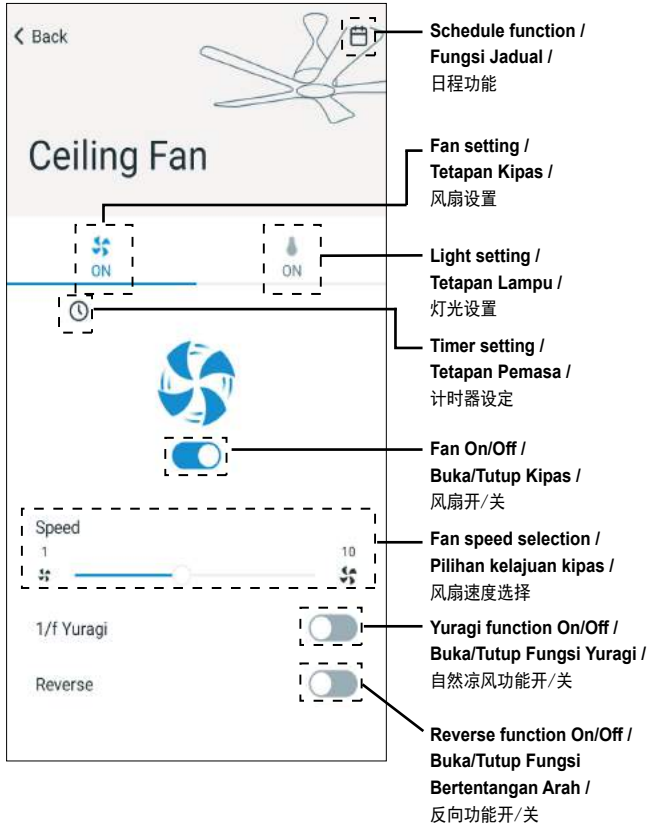 Back
Ceiling Fan
ON
ON
Speed
1
10
1/f Yuragi
Reverse
Schedule function /
Fungsi Jadual /
日程功能
Fan setting /
Tetapan Kipas /
风扇设置
Light setting /
Tetapan Lampu /
灯光设置
Timer setting /
Tetapan Pemasa /
计时器设定
Fan On/Off /
Buka/Tutup Kipas /
风扇开/关
Fan speed selection /
Pilihan kelajuan kipas /
风扇速度选择
Yuragi function On/Off /
Buka/Tutup Fungsi Yuragi /
自然凉风功能开/关
Reverse function On/Off /
Buka/Tutup Fungsi
Bertentangan Arah /
反向功能开/关